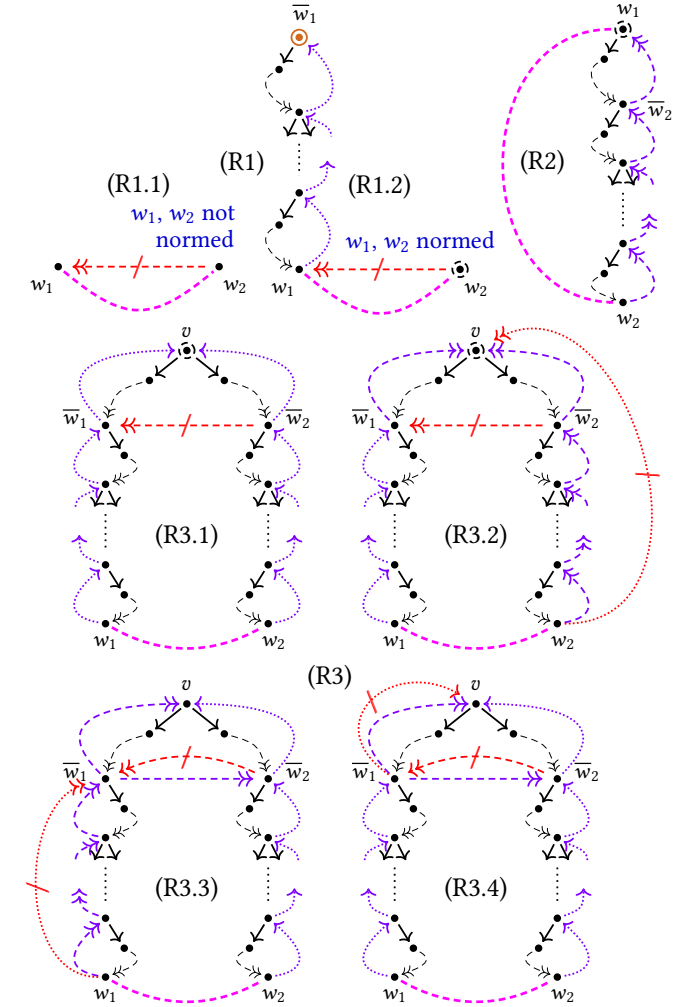 w̅₁
w₁
w̅₂
(R1)
(R2)
(R1.1)
(R1.2)
w₁, w₂ not
normed
w₁, w₂ normed
w₁
w₂
w₁
w₂
w₂
v
v
w̅₁
w̅₂
w̅₁
w̅₂
(R3.1)
(R3.2)
w₁
w₂
w₁
w₂
(R3)
v
v
w̅₁
w̅₂
w̅₁
w̅₂
(R3.3)
(R3.4)
w₁
w₂
w₁
w₂